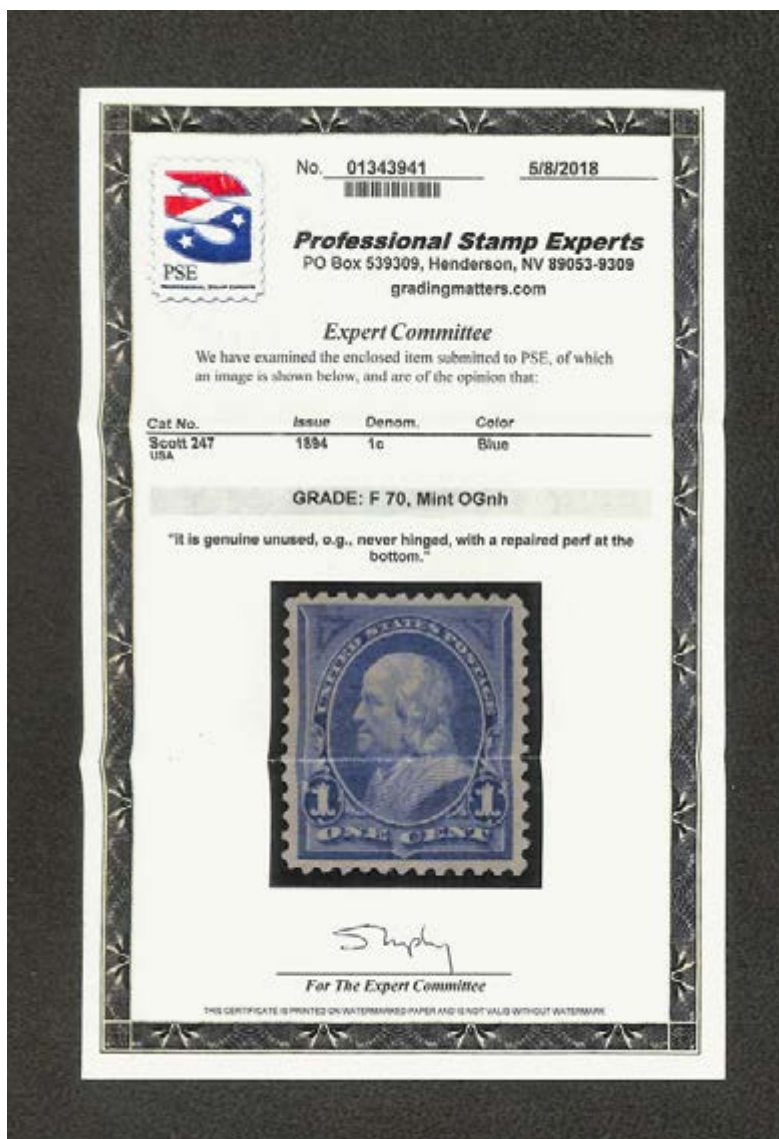 No. 01343941 5/8/2018
PSE
PROFESSIONAL STAMP EXPERTS
Professional Stamp Experts
PO Box 539309, Henderson, NV 89053-9309
gradingmatters.com
Expert Committee
We have examined the enclosed item submitted to PSE, of which
an image is shown below, and are of the opinion that:
Cat No. Issue Denom. Color
Scott 247 1894 1c Blue
USA
GRADE: F 70, Mint OGnh
"it is genuine unused, o.g., never hinged, with a repaired perf at the
bottom."
UNITED STATES POSTAGE
1 1
ONE CENT
For The Expert Committee
THIS CERTIFICATE IS PRINTED ON WATERMARKED PAPER AND IS NOT VALID WITHOUT WATERMARK